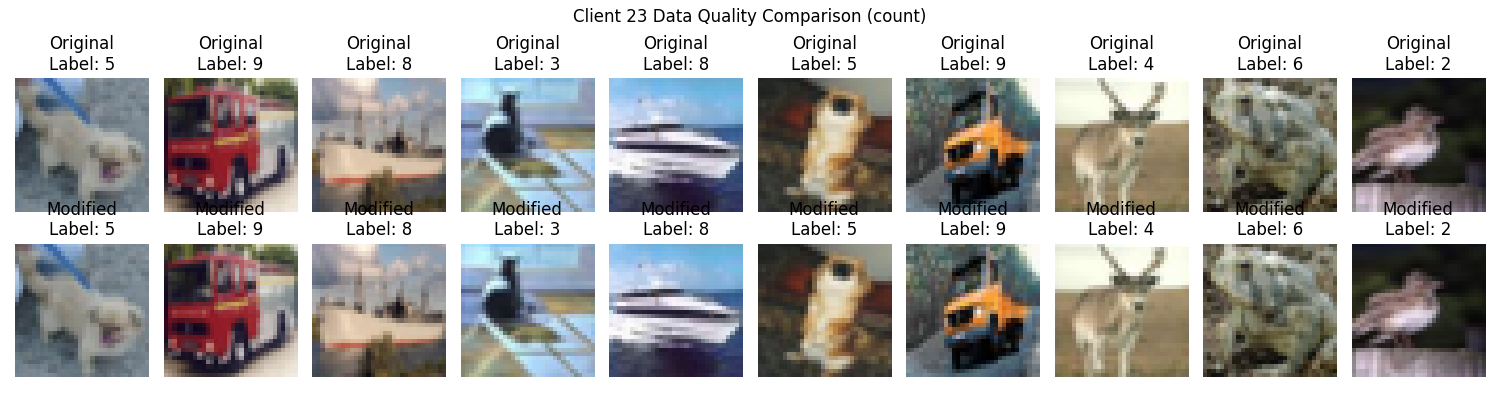 Client 23 Data Quality Comparison (count)
Original Original Original Original Original Original Original Original Original Original
Label: 5 Label: 9 Label: 8 Label: 3 Label: 8 Label: 5 Label: 9 Label: 4 Label: 6 Label: 2
Modified Modified Modified Modified Modified Modified Modified Modified Modified Modified
Label: 5 Label: 9 Label: 8 Label: 3 Label: 8 Label: 5 Label: 9 Label: 4 Label: 6 Label: 2